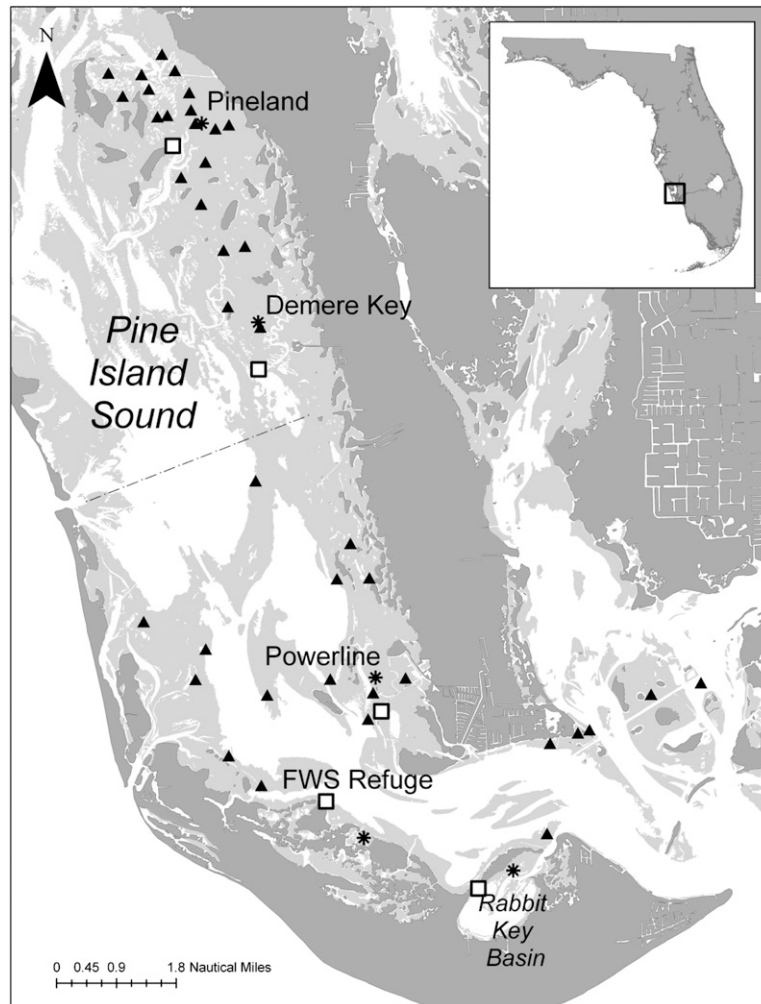 N
Pineland
Demere Key
Pine
Island
Sound
Powerline
FWS Refuge
Rabbit
Key
Basin
0 0.45 0.9 1.8 Nautical Miles